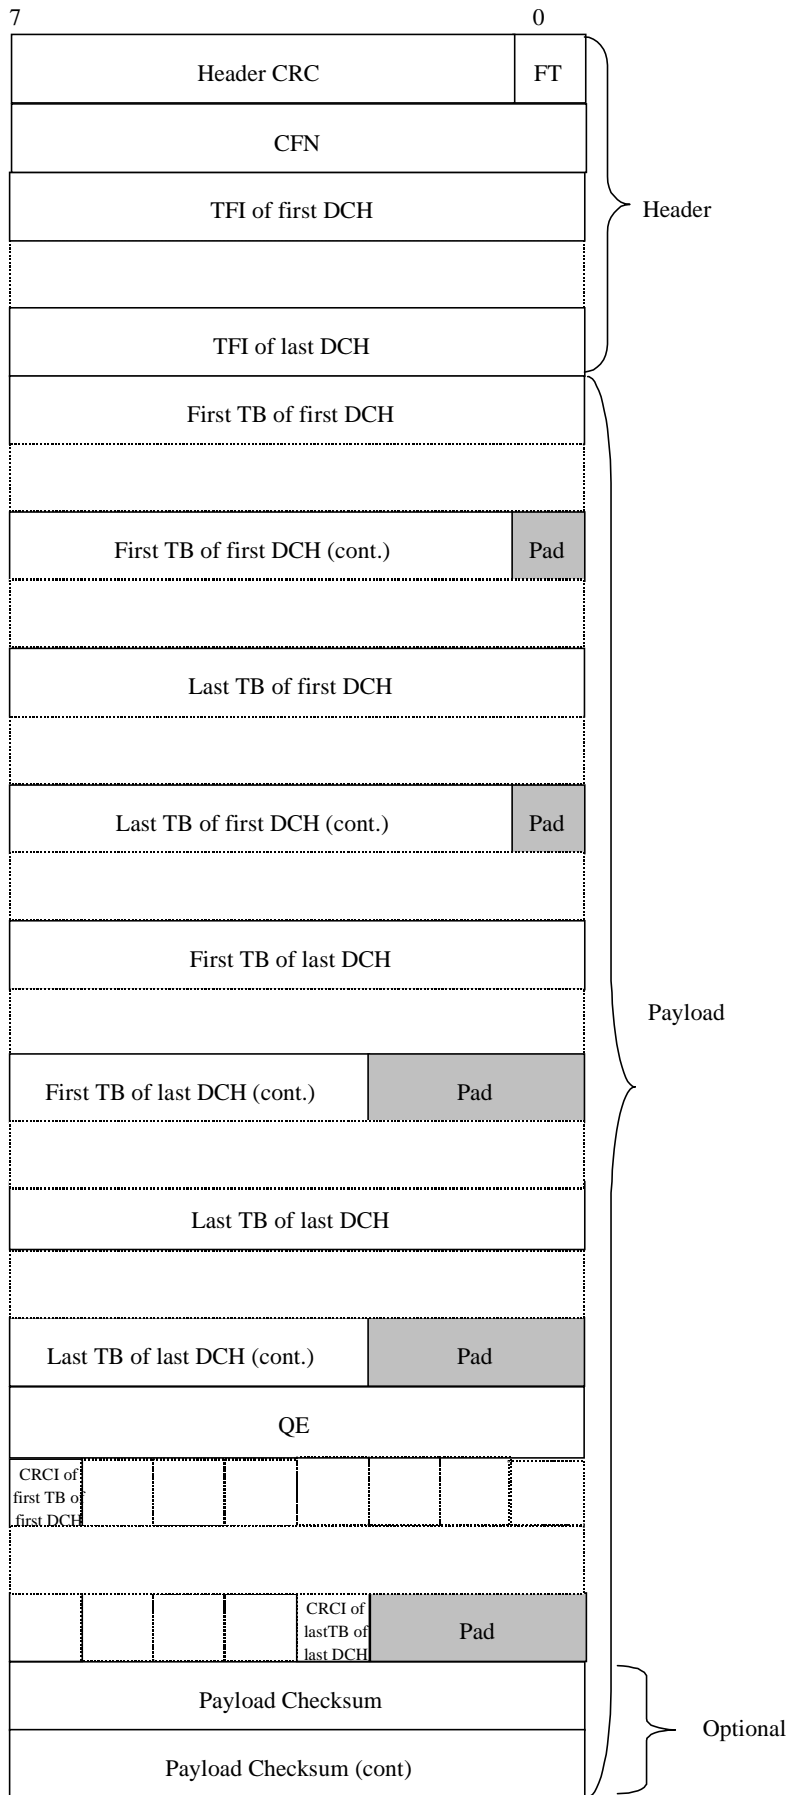 7 0
Header CRC FT
CFN
TFI of first DCH
Header
TFI of last DCH
First TB of first DCH
First TB of first DCH (cont.) Pad
Last TB of first DCH
Last TB of first DCH (cont.) Pad
First TB of last DCH
Payload
First TB of last DCH (cont.) Pad
Last TB of last DCH
Last TB of last DCH (cont.) Pad
QE
CRCI of
first TB of
first DCH
CRCI of
lastTB of
last DCH
Pad
Payload Checksum
Optional
Payload Checksum (cont)